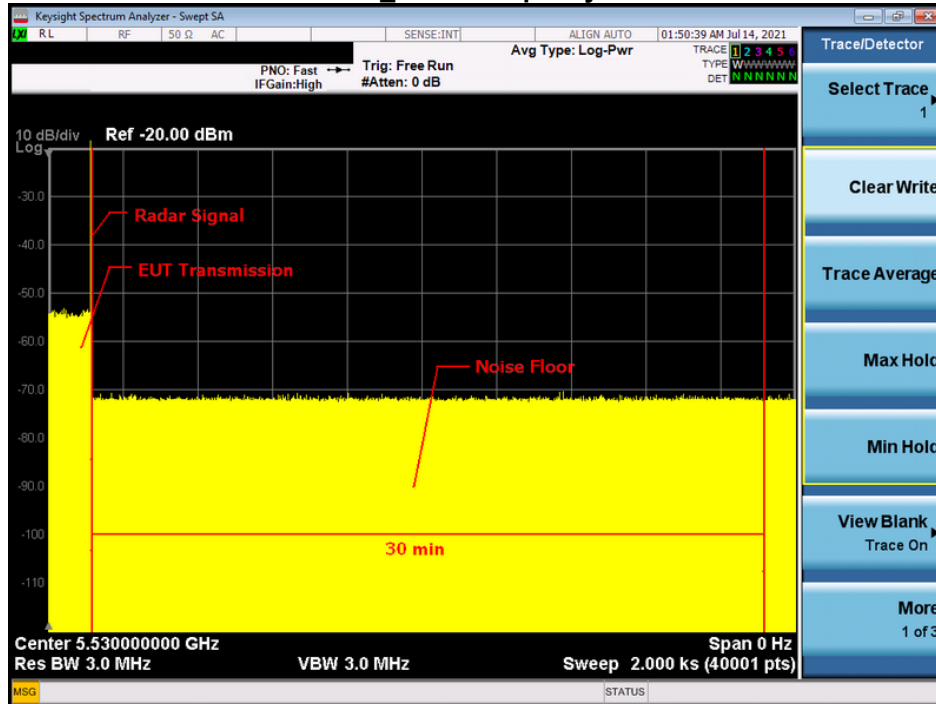 Keysight Spectrum Analyzer - Swept SA
LXI RL RF 50 Ω AC SENSE:INT ALIGN AUTO 01:50:39 AM Jul 14, 2021
Avg Type: Log-Pwr
TRACE 1 2 3 4 5 6
TYPE WWWWWW
DET N N N N N N
PNO: Fast
IFGain:High
Trig: Free Run
#Atten: 0 dB
10 dB/div Ref -20.00 dBm
Log
-30.0
-40.0
-50.0
-60.0
-70.0
-80.0
-90.0
-100
-110
Radar Signal
EUT Transmission
Noise Floor
30 min
Center 5.530000000 GHz Span 0 Hz
Res BW 3.0 MHz VBW 3.0 MHz Sweep 2.000 ks (40001 pts)
MSG STATUS
Trace/Detector
Select Trace
1
Clear Write
Trace Average
Max Hold
Min Hold
View Blank
Trace On
More
1 of 3